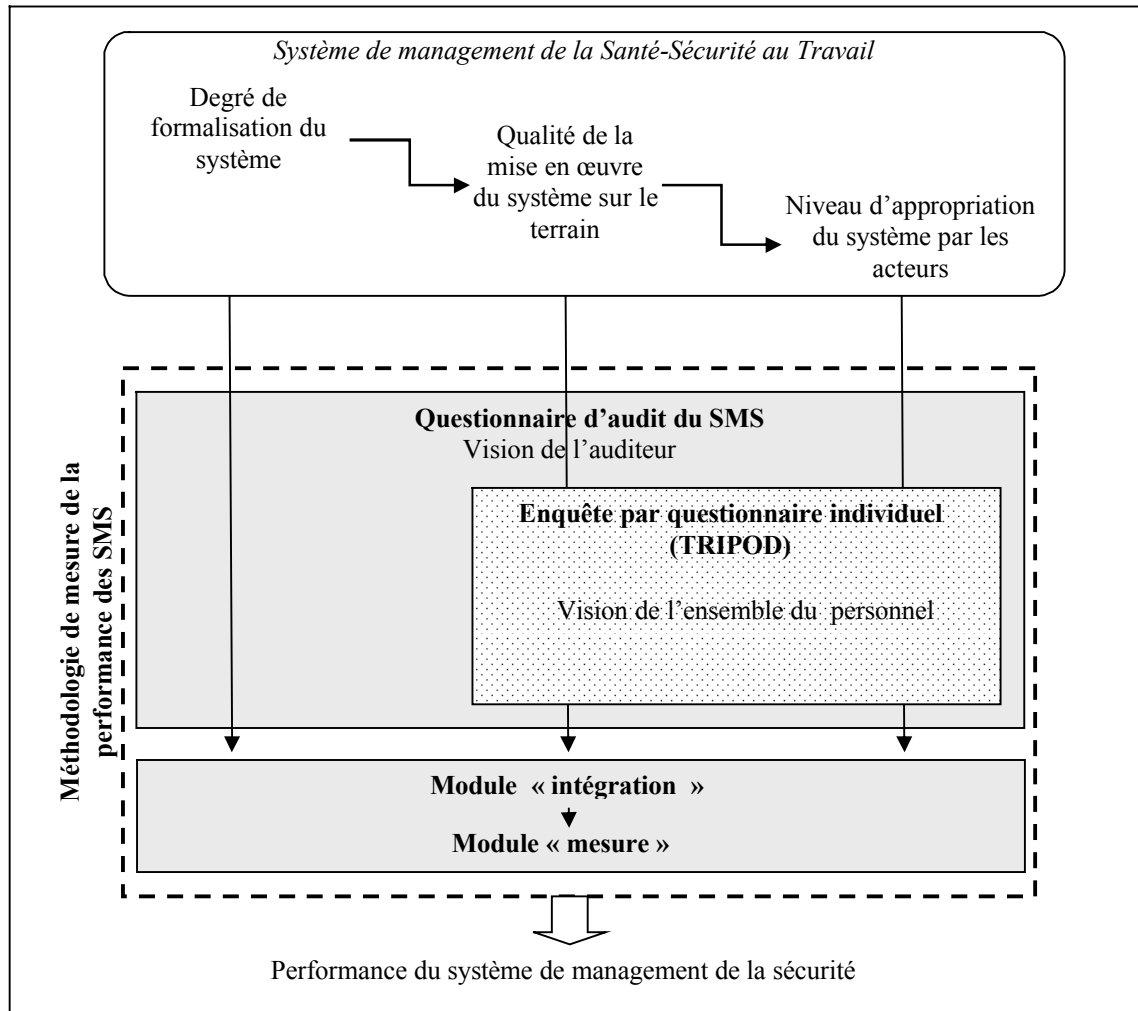 Système de management de la Santé-Sécurité au Travail
Degré de
formalisation du
système
Qualité de la
mise en œuvre
du système sur le
terrain
Niveau d’appropriation
du système par les
acteurs
Méthodologie de mesure de la
performance des SMS
Questionnaire d’audit du SMS
Vision de l’auditeur
Enquête par questionnaire individuel
(TRIPOD)
Vision de l’ensemble du personnel
Module « intégration »
Module « mesure »
Performance du système de management de la sécurité